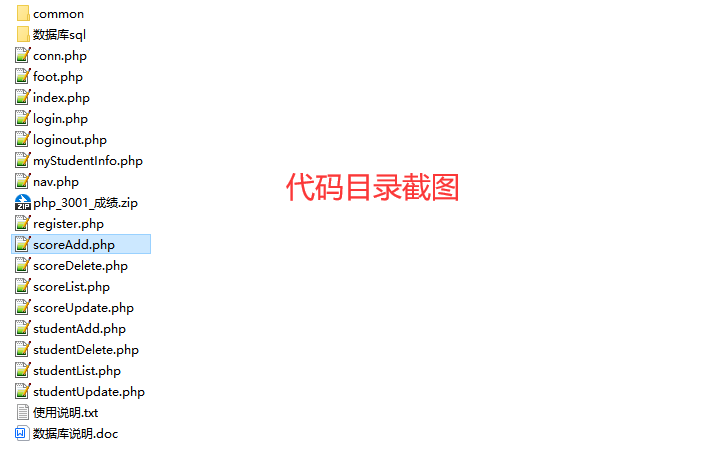 common
数据库sql
conn.php
foot.php
index.php
login.php
loginout.php
myStudentInfo.php
nav.php
代码目录截图
php_3001_成绩.zip
register.php
scoreAdd.php
scoreDelete.php
scoreList.php
scoreUpdate.php
studentAdd.php
studentDelete.php
studentList.php
studentUpdate.php
使用说明.txt
数据库说明.doc